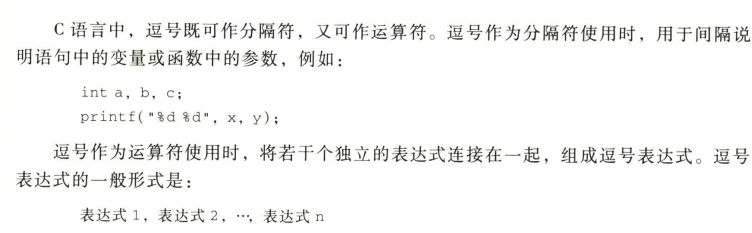 C 语言中，逗号既可作分隔符，又可作运算符。逗号作为分隔符使用时，用于间隔说
明语句中的变量或函数中的参数，例如：
int a, b, c;
printf("%d %d", x, y);
逗号作为运算符使用时，将若干个独立的表达式连接在一起，组成逗号表达式。逗号
表达式的一般形式是：
表达式 1, 表达式 2, …, 表达式 n